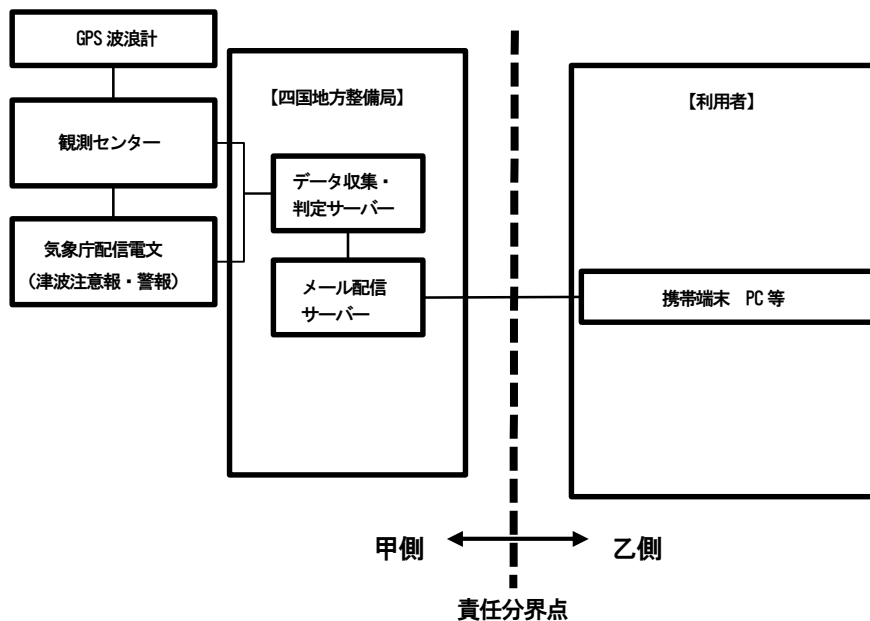 GPS 波浪計
観測センター
気象庁配信電文
（津波注意報・警報）
【四国地方整備局】
データ収集・
判定サーバー
メール配信
サーバー
【利用者】
携帯端末　PC 等
甲側
乙側
責任分界点